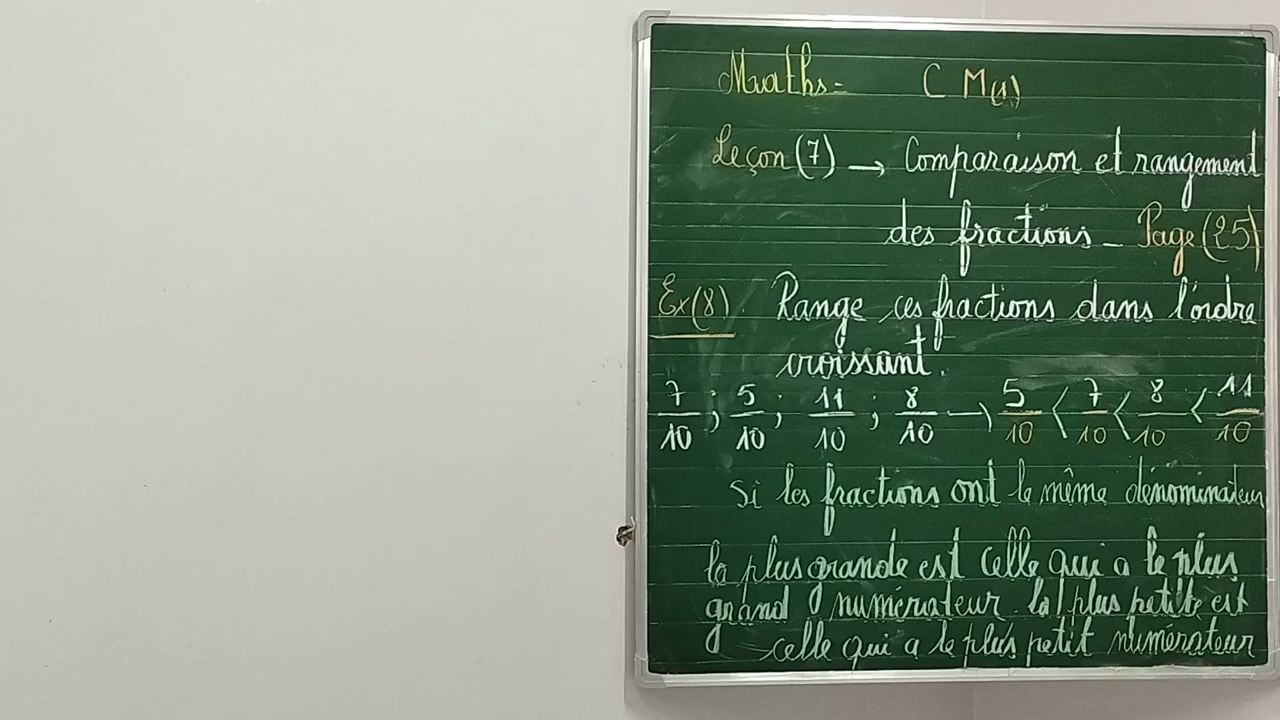 Maths - C M(1)
Leçon (7) → Comparaison et rangement
des fractions - Page (25)
Ex(8) Range ces fractions dans l'ordre
croissant.
7/10 ; 5/10 ; 11/10 ; 8/10 → 5/10 < 7/10 < 8/10 < 11/10
Si les fractions ont le même dénominateur
la plus grande est celle qui a le plus
grand numérateur. la plus petite est
celle qui a le plus petit numérateur